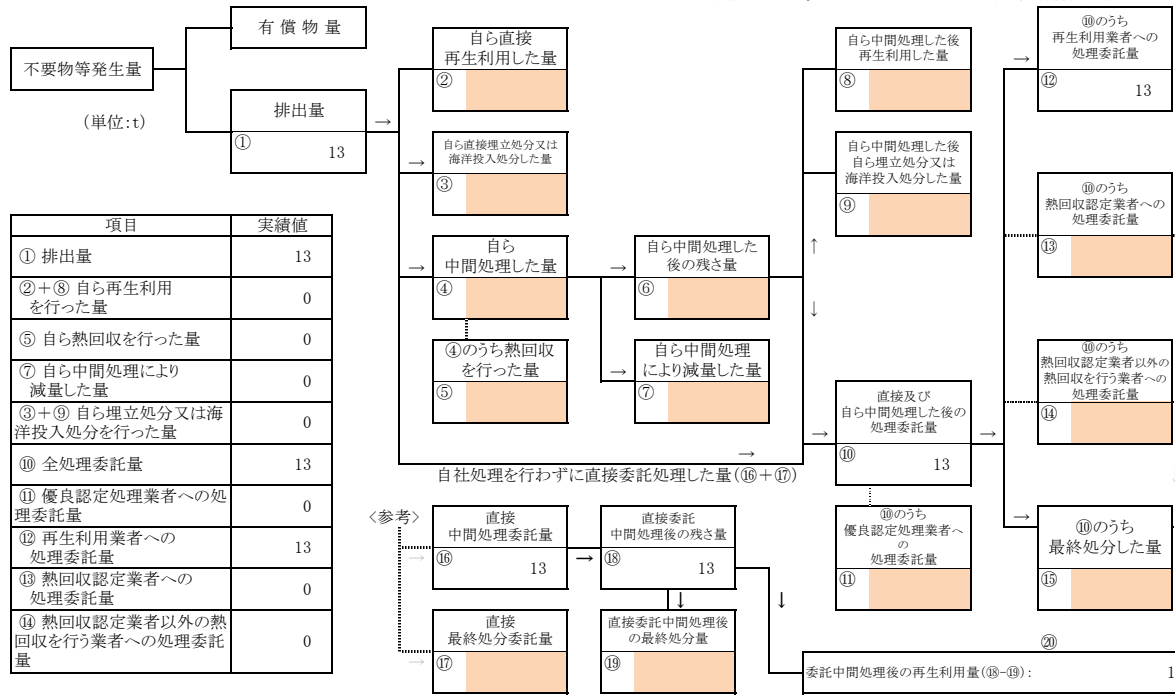 有償物量
不要物等発生量
(単位:t)
排出量
① 13
→
自ら直接
再生利用した量
②
→
自ら直接埋立処分又は
海洋投入処分した量
③
→
自ら
中間処理した量
④
④のうち熱回収
を行った量
⑤
→
自ら中間処理した
後の残さ量
⑥
→
自ら中間処理
により減量した量
⑦
自ら中間処理した後
再生利用した量
⑧
自ら中間処理した後
自ら埋立処分又は
海洋投入処分した量
⑨
↑
↓
→
直接及び
自ら中間処理した後の
処理委託量
⑩ 13
→
⑩のうち
優良認定処理業者へ
の
処理委託量
⑪
→
⑩のうち
再生利用業者への
処理委託量
⑫ 13
⑩のうち
熱回収認定業者への
処理委託量
⑬
⑩のうち
熱回収認定業者以外の
熱回収を行う業者への
処理委託量
⑭
→
⑩のうち
最終処分した量
⑮
→
自社処理を行わずに直接委託処理した量(⑯+⑰)
項目 実績値
① 排出量 13
②+⑧ 自ら再生利用
を行った量 0
⑤ 自ら熱回収を行った量 0
⑦ 自ら中間処理により
減量した量 0
③+⑨ 自ら埋立処分又は海
洋投入処分を行った量 0
⑩ 全処理委託量 13
⑪ 優良認定処理業者への処
理委託量 0
⑫ 再生利用業者への
処理委託量 13
⑬ 熱回収認定業者への
処理委託量 0
⑭ 熱回収認定業者以外の熱
回収を行う業者への処理委託
量 0
〈参考〉
→
直接
中間処理委託量
⑯ 13
→
直接委託
中間処理後の残さ量
⑱ 13
↓
↓
→
直接
最終処分委託量
⑰
直接委託中間処理後
の最終処分量
⑲
⑳
委託中間処理後の再生利用量(⑱-⑲): 1